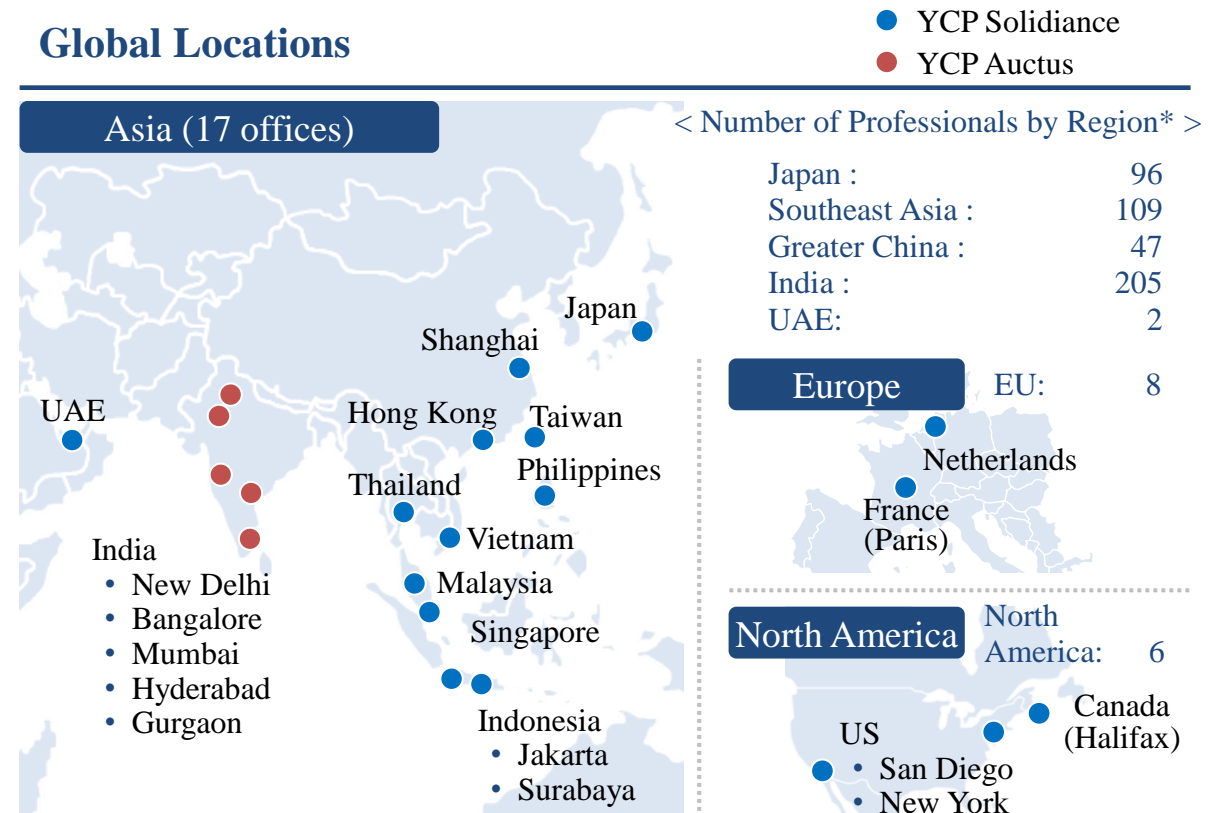 Global Locations
YCP Solidiance
YCP Auctus
Asia (17 offices)
< Number of Professionals by Region* >
Japan : 96
Southeast Asia : 109
Greater China : 47
India : 205
UAE: 2
Japan
Shanghai
UAE
Hong Kong
Taiwan
Philippines
Thailand
Vietnam
Malaysia
Singapore
India
• New Delhi
• Bangalore
• Mumbai
• Hyderabad
• Gurgaon
Indonesia
• Jakarta
• Surabaya
Europe
EU: 8
Netherlands
France
(Paris)
North America
North
America: 6
Canada
(Halifax)
US
• San Diego
• New York